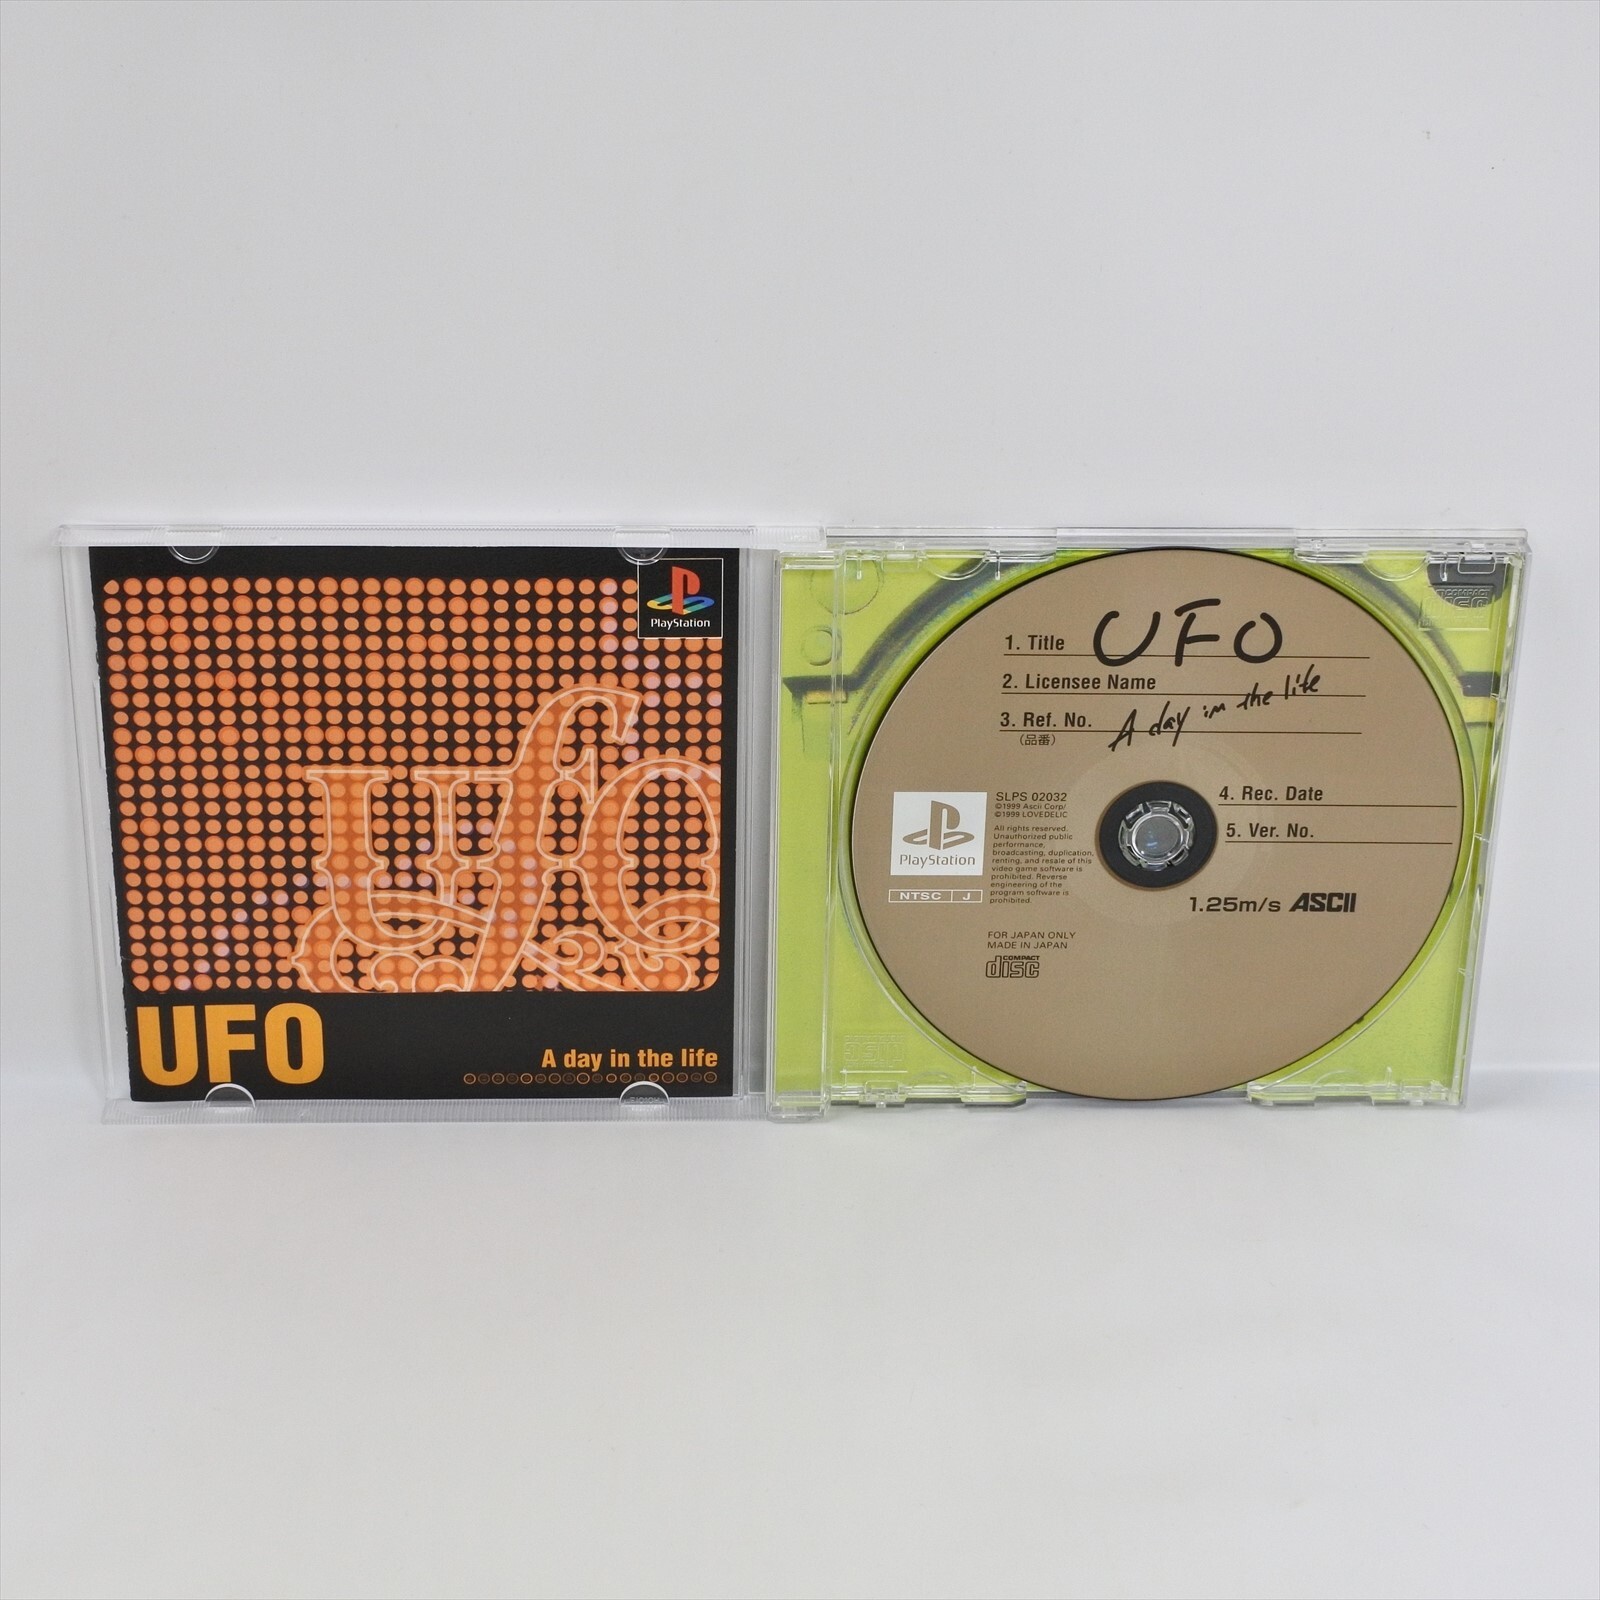 PlayStation
ufo
UFO
A day in the life
1. Title UFO
2. Licensee Name
3. Ref. No. A day in the life
(品番)
4. Rec. Date
5. Ver. No.
PlayStation
NTSC J
SLPS 02032
©1999 Ascii Corp/
©1999 LOVEDELIC
All rights reserved.
Unauthorized public
performance,
broadcasting, duplication,
renting, and resale of this
video game software is
prohibited. Reverse
engineering of the
program software is
prohibited.
1.25m/s ASCII
FOR JAPAN ONLY
MADE IN JAPAN
COMPACT
disc
COMPACT
disc